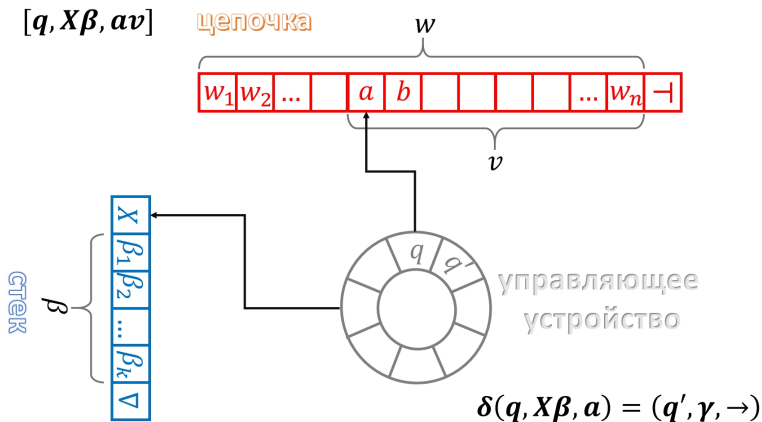 [q, Xβ, av]
цепочка
w
w₁ w₂ ... a b ... wₙ ⊣
v
X
β₁
β₂
...
βₖ
∇
β
стек
q q′
управляющее
устройство
δ(q, Xβ, a) = (q′, γ, →)